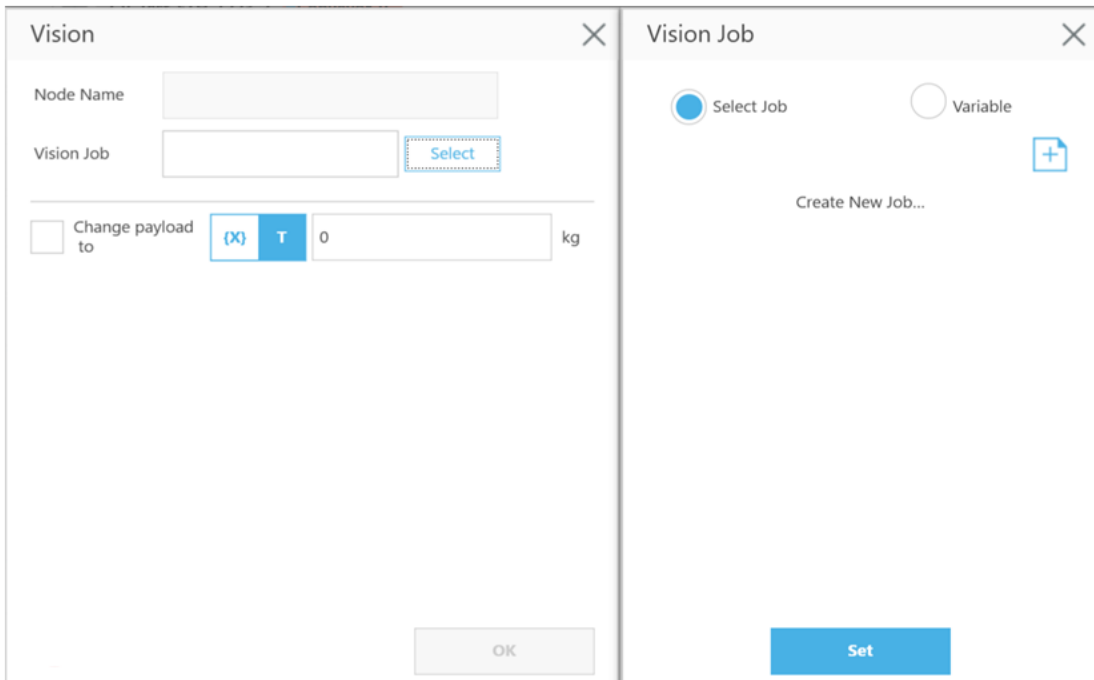 Vision
Node Name
Vision Job
Select
Change payload
to
{X}
T
0
kg
OK
Vision Job
Select Job
Variable
Create New Job...
Set